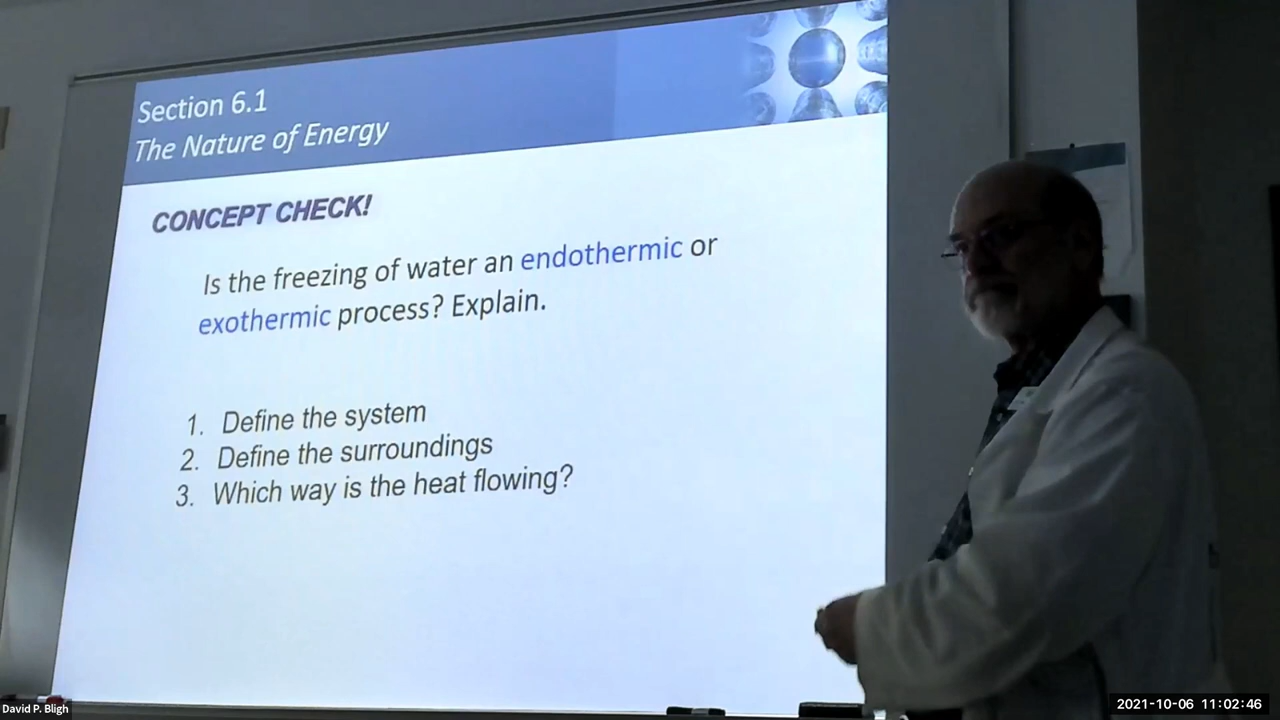 Section 6.1
The Nature of Energy
CONCEPT CHECK!
Is the freezing of water an endothermic or
exothermic process? Explain.
1. Define the system
2. Define the surroundings
3. Which way is the heat flowing?
David P. Bligh
2021-10-06 11:02:46